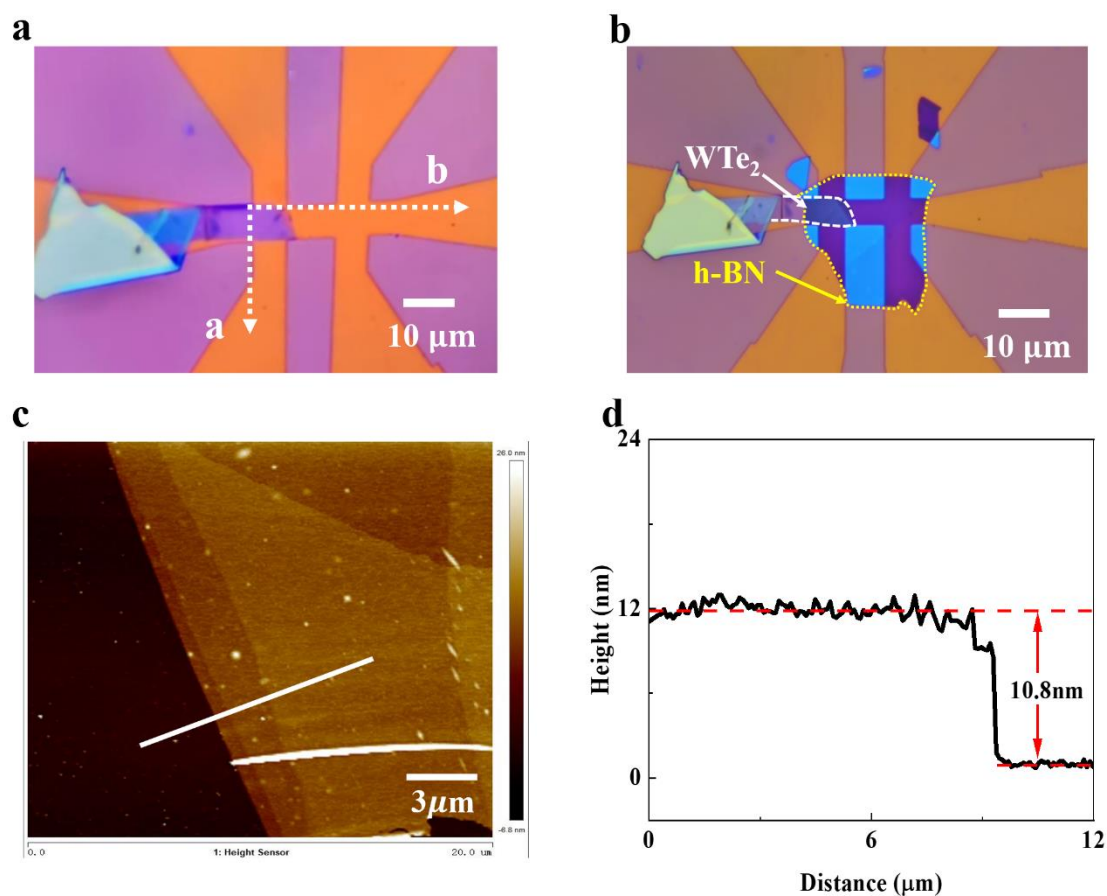 a
b
a
10 μm
b
WTe2
h-BN
10 μm
c
26.0 nm
-6.8 nm
3μm
0.0
1: Height Sensor
20.0 um
d
24
12
0
Height (nm)
10.8nm
0
6
12
Distance (μm)